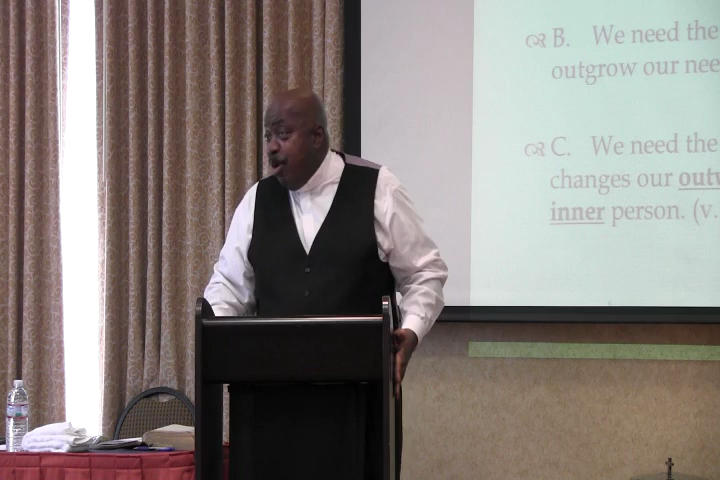 B. We need the
outgrow our nee
C. We need the
changes our outw
inner person. (v.